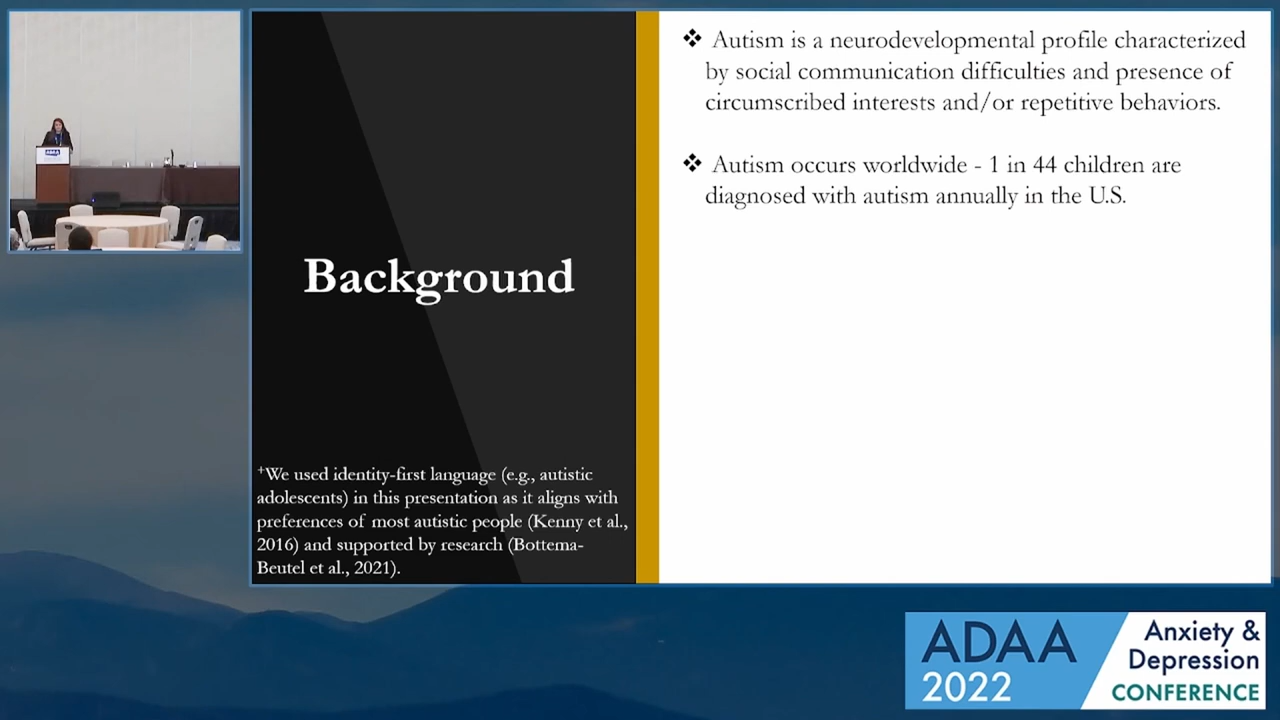 Background
+We used identity-first language (e.g., autistic
adolescents) in this presentation as it aligns with
preferences of most autistic people (Kenny et al.,
2016) and supported by research (Bottema-
Beutel et al., 2021).
❖ Autism is a neurodevelopmental profile characterized
by social communication difficulties and presence of
circumscribed interests and/or repetitive behaviors.
❖ Autism occurs worldwide - 1 in 44 children are
diagnosed with autism annually in the U.S.
ADAA
2022
Anxiety &
Depression
CONFERENCE